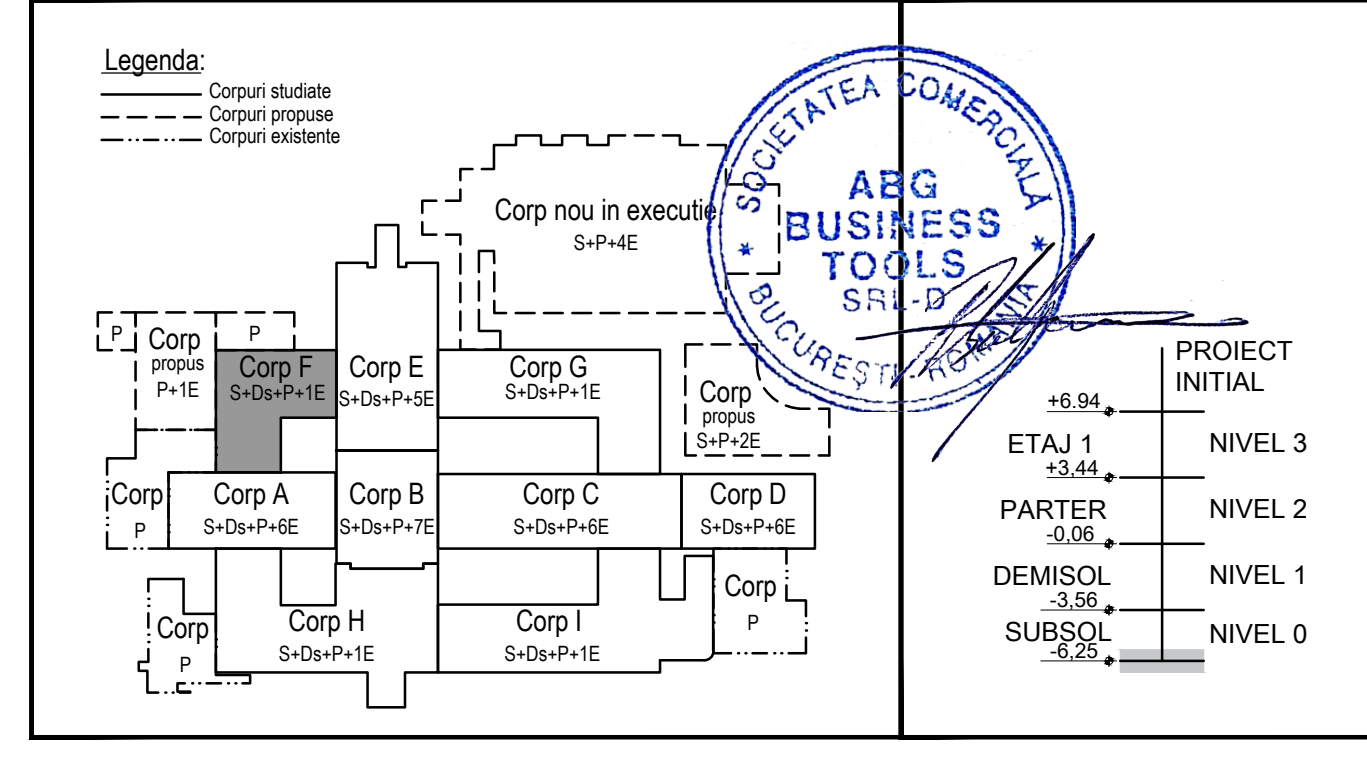 Legenda:
Corpuri studiate
Corpuri propuse
Corpuri existente
SOCIETATEA COMERCIALĂ
ABG
BUSINESS
TOOLS
SRL-D
* BUCUREȘTI - ROMÂNIA *
Corp nou in executie
S+P+4E
P
Corp
propus
P+1E
P
Corp F
S+Ds+P+1E
Corp E
S+Ds+P+5E
Corp G
S+Ds+P+1E
Corp
propus
S+P+2E
Corp
P
Corp A
S+Ds+P+6E
Corp B
S+Ds+P+7E
Corp C
S+Ds+P+6E
Corp D
S+Ds+P+6E
Corp
P
Corp H
S+Ds+P+1E
Corp I
S+Ds+P+1E
Corp
P
PROIECT
INITIAL
+6.94
ETAJ 1 NIVEL 3
+3,44
PARTER NIVEL 2
-0,06
DEMISOL NIVEL 1
-3,56
SUBSOL NIVEL 0
-6,25